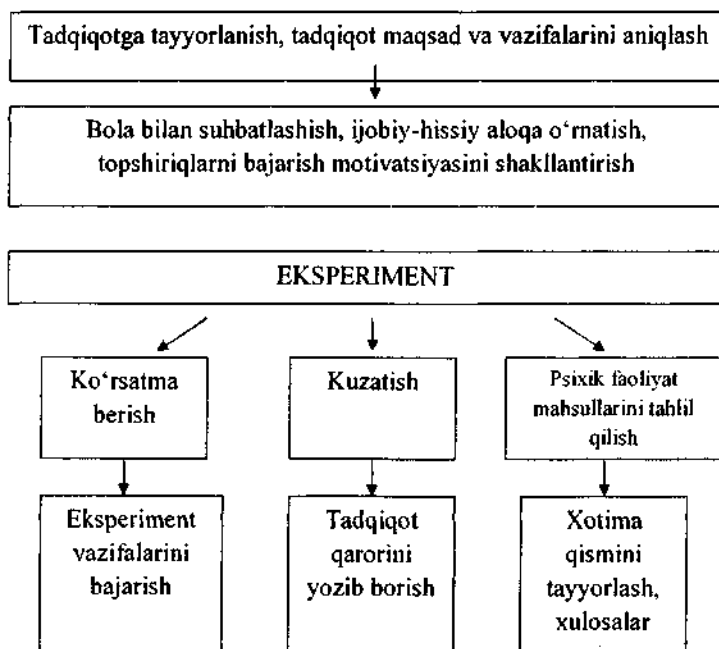 Tadqiqotga tayyorlanish, tadqiqot maqsad va vazifalarini aniqlash
Bola bilan suhbatlashish, ijobiy-hissiy aloqa o‘rnatish,
topshiriqlarni bajarish motivatsiyasini shakllantirish
EKSPERIMENT
Ko‘rsatma
berish
Kuzatish
Psixik faoliyat
mahsullarini tahlil
qilish
Eksperiment
vazifalarini
bajarish
Tadqiqot
qarorini
yozib borish
Xotima
qismini
tayyorlash,
xulosalar